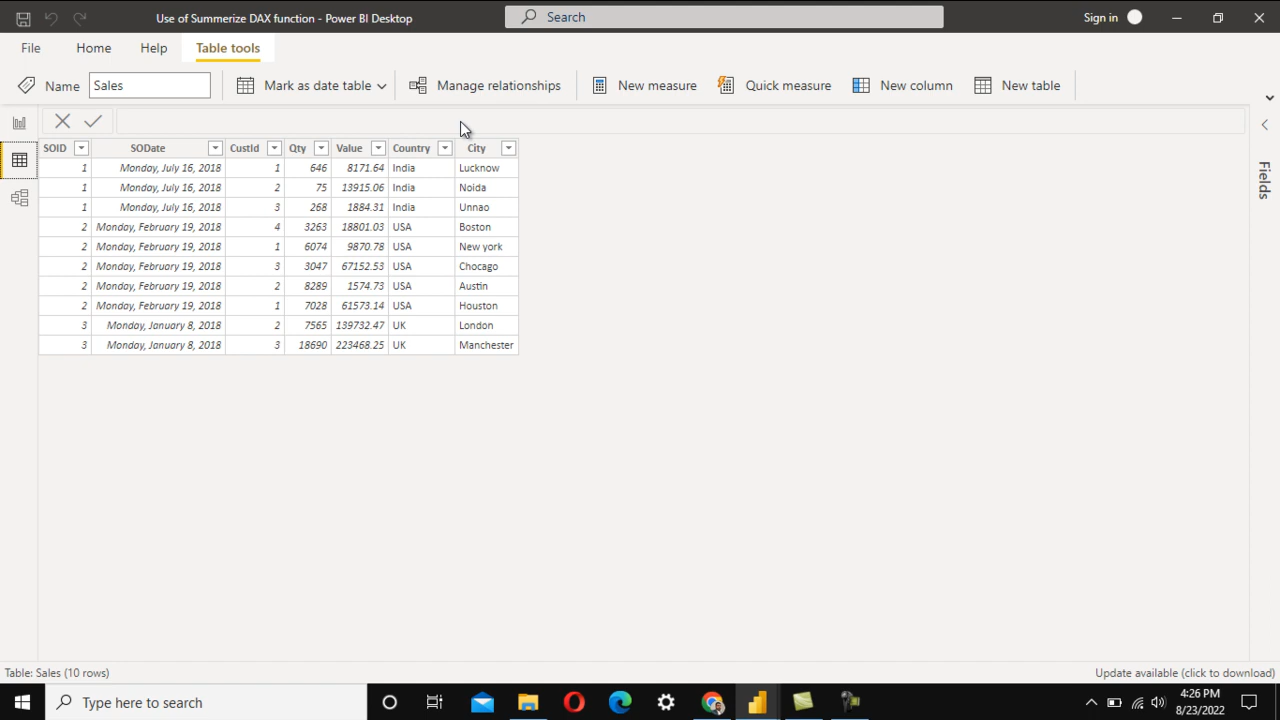 Use of Summerize DAX function - Power BI Desktop
Search
Sign in
File Home Help Table tools
Name Sales Mark as date table Manage relationships New measure Quick measure New column New table
SOID SODate CustId Qty Value Country City
1 Monday, July 16, 2018 1 646 8171.64 India Lucknow
1 Monday, July 16, 2018 2 75 13915.06 India Noida
1 Monday, July 16, 2018 3 268 1884.31 India Unnao
2 Monday, February 19, 2018 4 3263 18801.03 USA Boston
2 Monday, February 19, 2018 1 6074 9870.78 USA New york
2 Monday, February 19, 2018 3 3047 67152.53 USA Chocago
2 Monday, February 19, 2018 2 8289 1574.73 USA Austin
2 Monday, February 19, 2018 1 7028 61573.14 USA Houston
3 Monday, January 8, 2018 2 7565 139732.47 UK London
3 Monday, January 8, 2018 3 18690 223468.25 UK Manchester
Fields
Table: Sales (10 rows)
Update available (click to download)
Type here to search
4:26 PM
8/23/2022